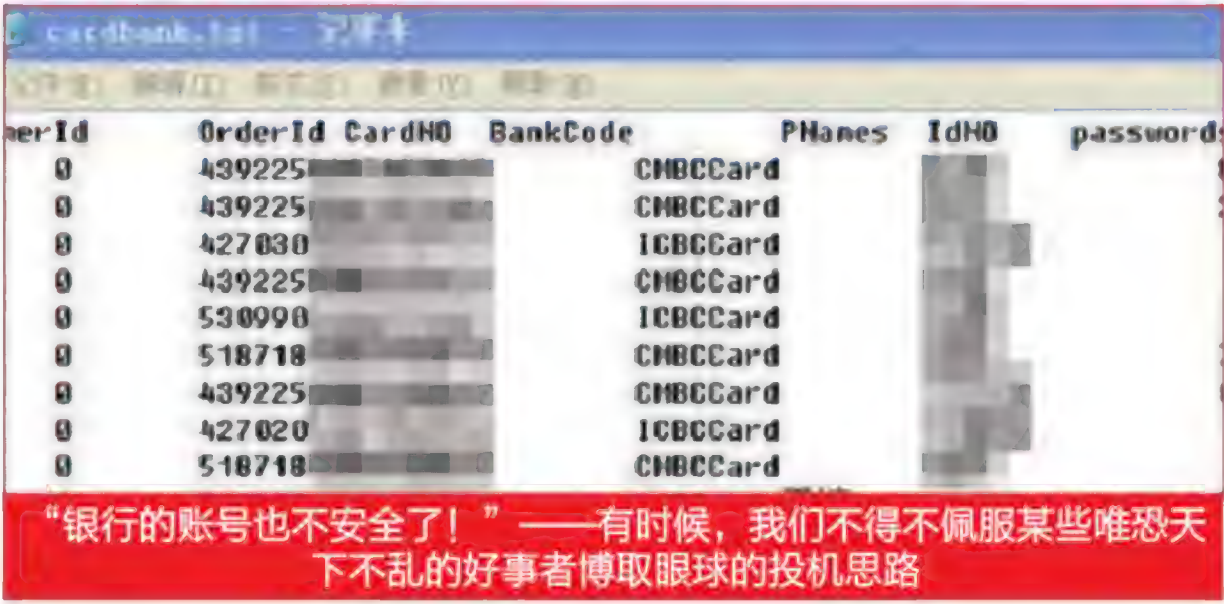 cardbank.txt - 记事本
nerId OrderId CardNO BankCode PNames IdNO password
0 439225 CMBCCard
0 439225 CMBCCard
0 427030 ICBCCard
0 439225 CMBCCard
0 530990 ICBCCard
0 518718 CMBCCard
0 439225 CMBCCard
0 427020 ICBCCard
0 518718 CMBCCard
“银行的账号也不安全了！”——有时候，我们不得不佩服某些唯恐天
下不乱的好事者博取眼球的投机思路